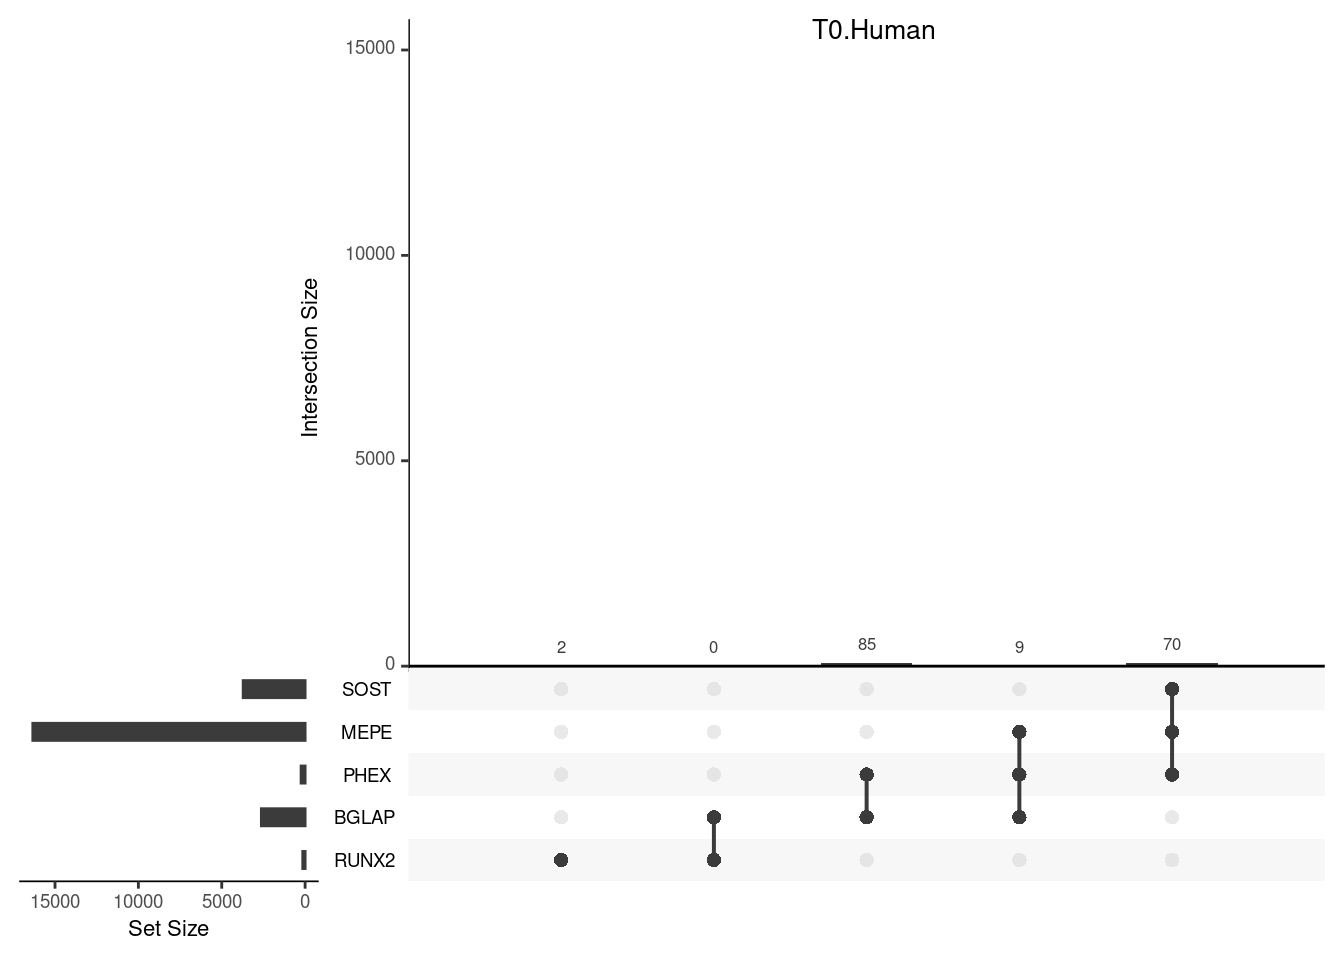 T0.Human
15000
10000
5000
0
Intersection Size
2 0 85 9 70
SOST
MEPE
PHEX
BGLAP
RUNX2
15000 10000 5000 0
Set Size